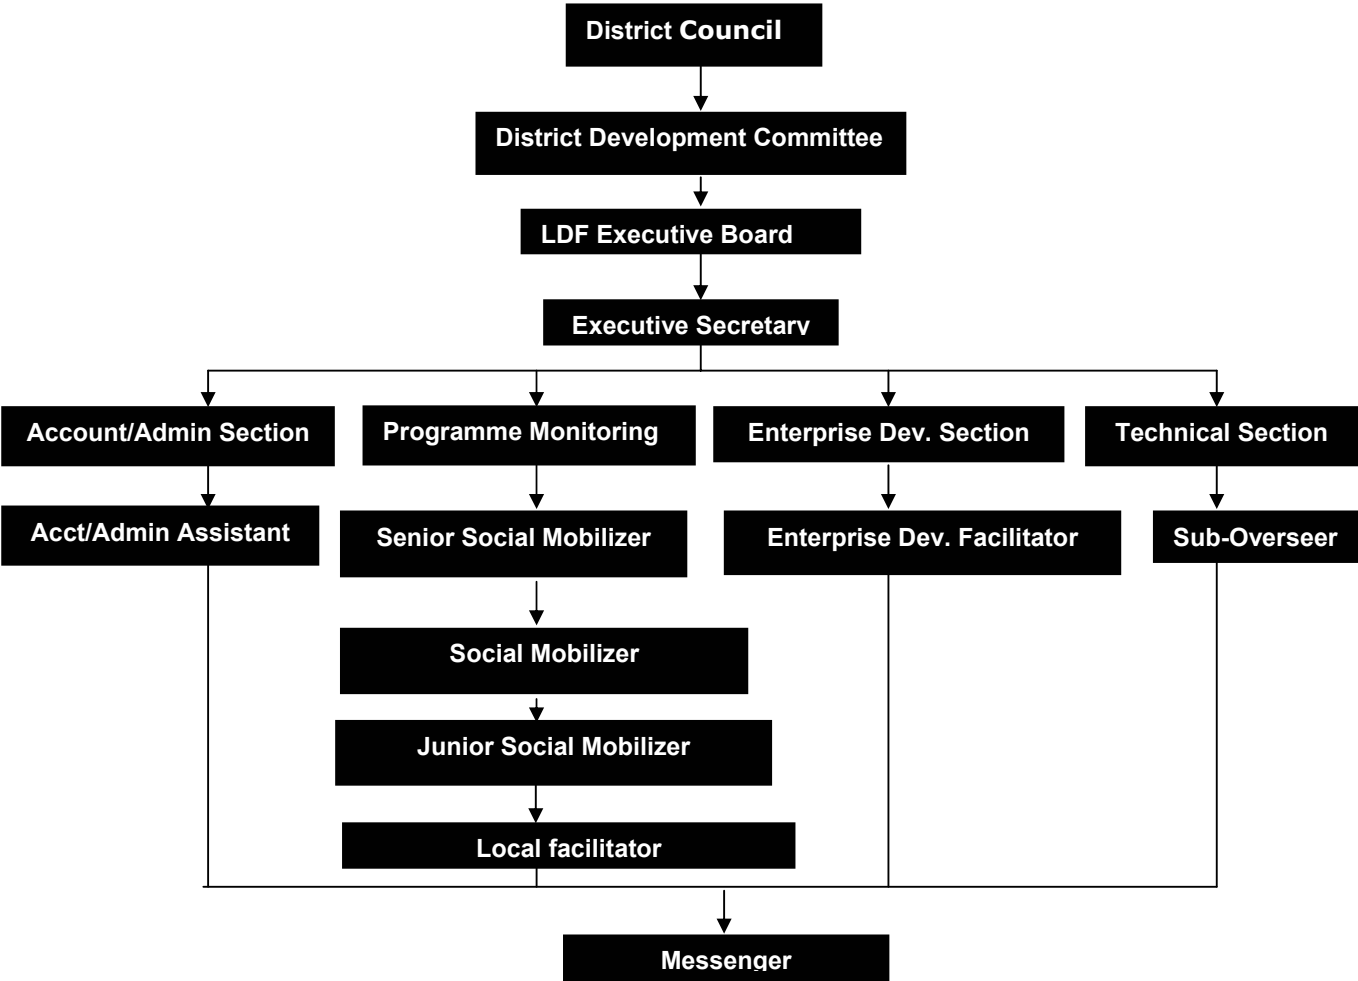 District Council
District Development Committee
LDF Executive Board
Executive Secretary
Account/Admin Section
Programme Monitoring
Enterprise Dev. Section
Technical Section
Acct/Admin Assistant
Senior Social Mobilizer
Enterprise Dev. Facilitator
Sub-Overseer
Social Mobilizer
Junior Social Mobilizer
Local facilitator
Messenger